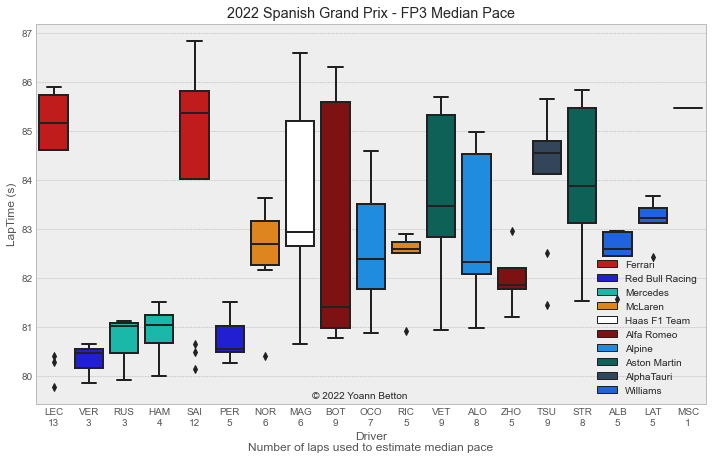 2022 Spanish Grand Prix - FP3 Median Pace
LapTime (s)
87
86
85
84
83
82
81
80
Ferrari
Red Bull Racing
Mercedes
McLaren
Haas F1 Team
Alfa Romeo
Alpine
Aston Martin
AlphaTauri
Williams
© 2022 Yoann Betton
LEC VER RUS HAM SAI PER NOR MAG BOT OCO RIC VET ALO ZHO TSU STR ALB LAT MSC
13 3 3 4 12 5 6 6 9 7 5 9 8 5 9 8 5 5 1
Driver
Number of laps used to estimate median pace